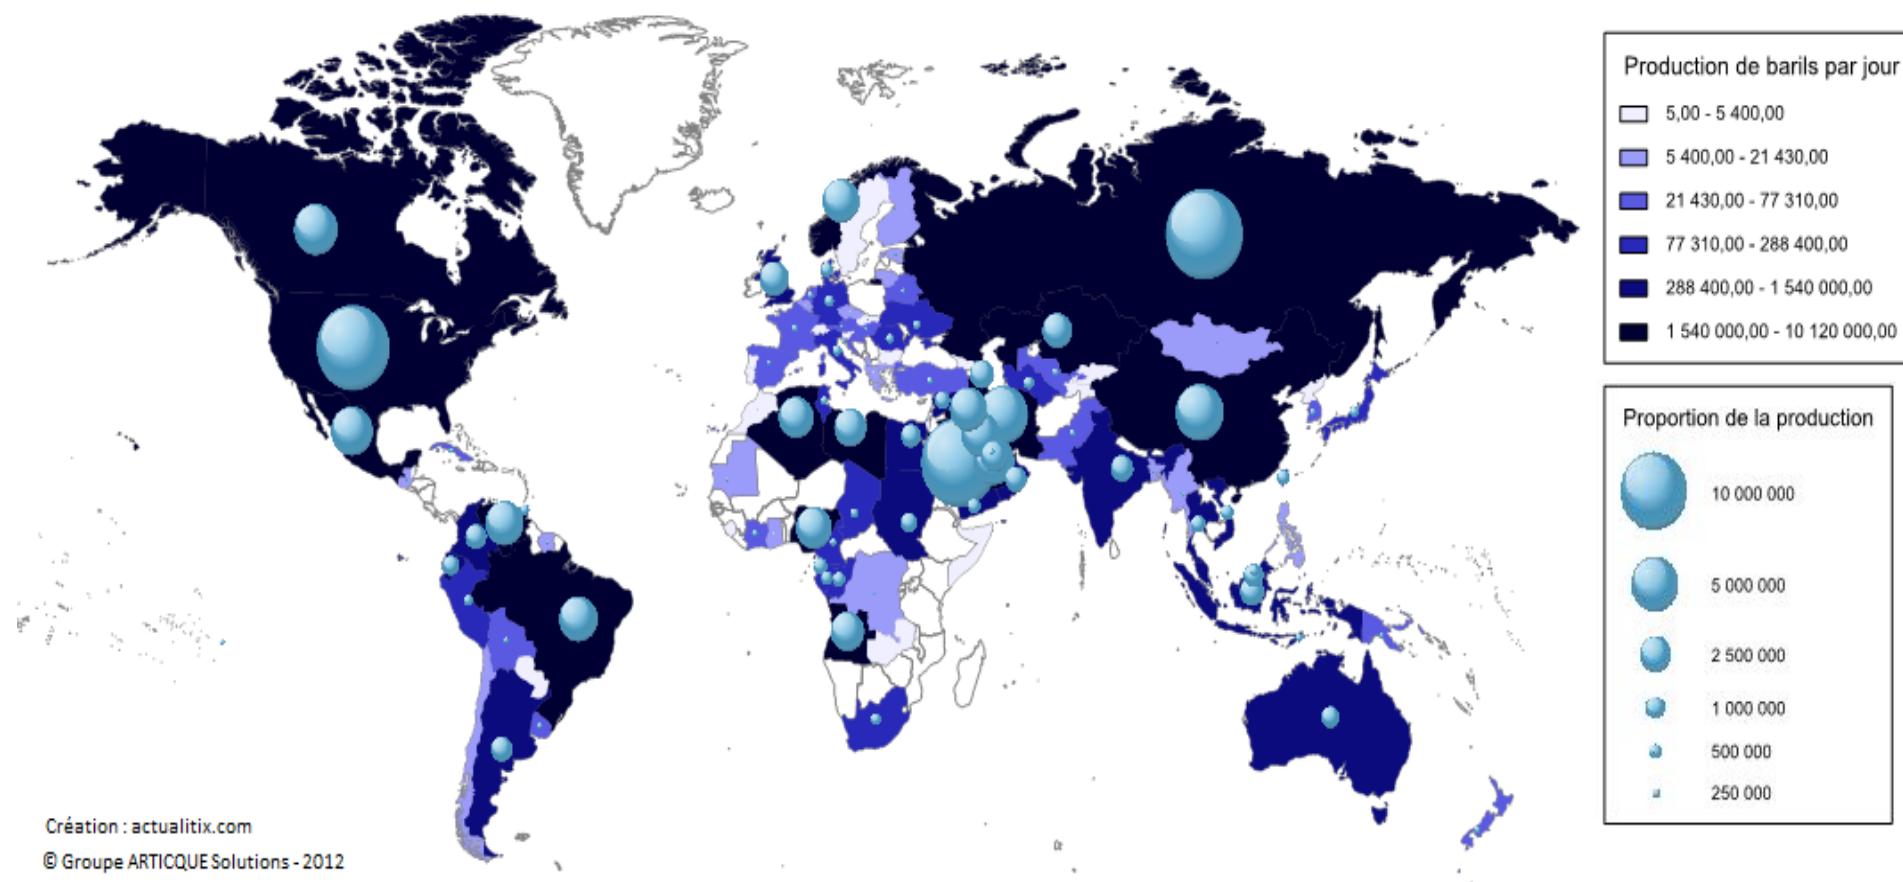 Production de barils par jour
5,00 - 5 400,00
5 400,00 - 21 430,00
21 430,00 - 77 310,00
77 310,00 - 288 400,00
288 400,00 - 1 540 000,00
1 540 000,00 - 10 120 000,00
Proportion de la production
10 000 000
5 000 000
2 500 000
1 000 000
500 000
250 000
Création : actualitix.com
© Groupe ARTICQUE Solutions - 2012